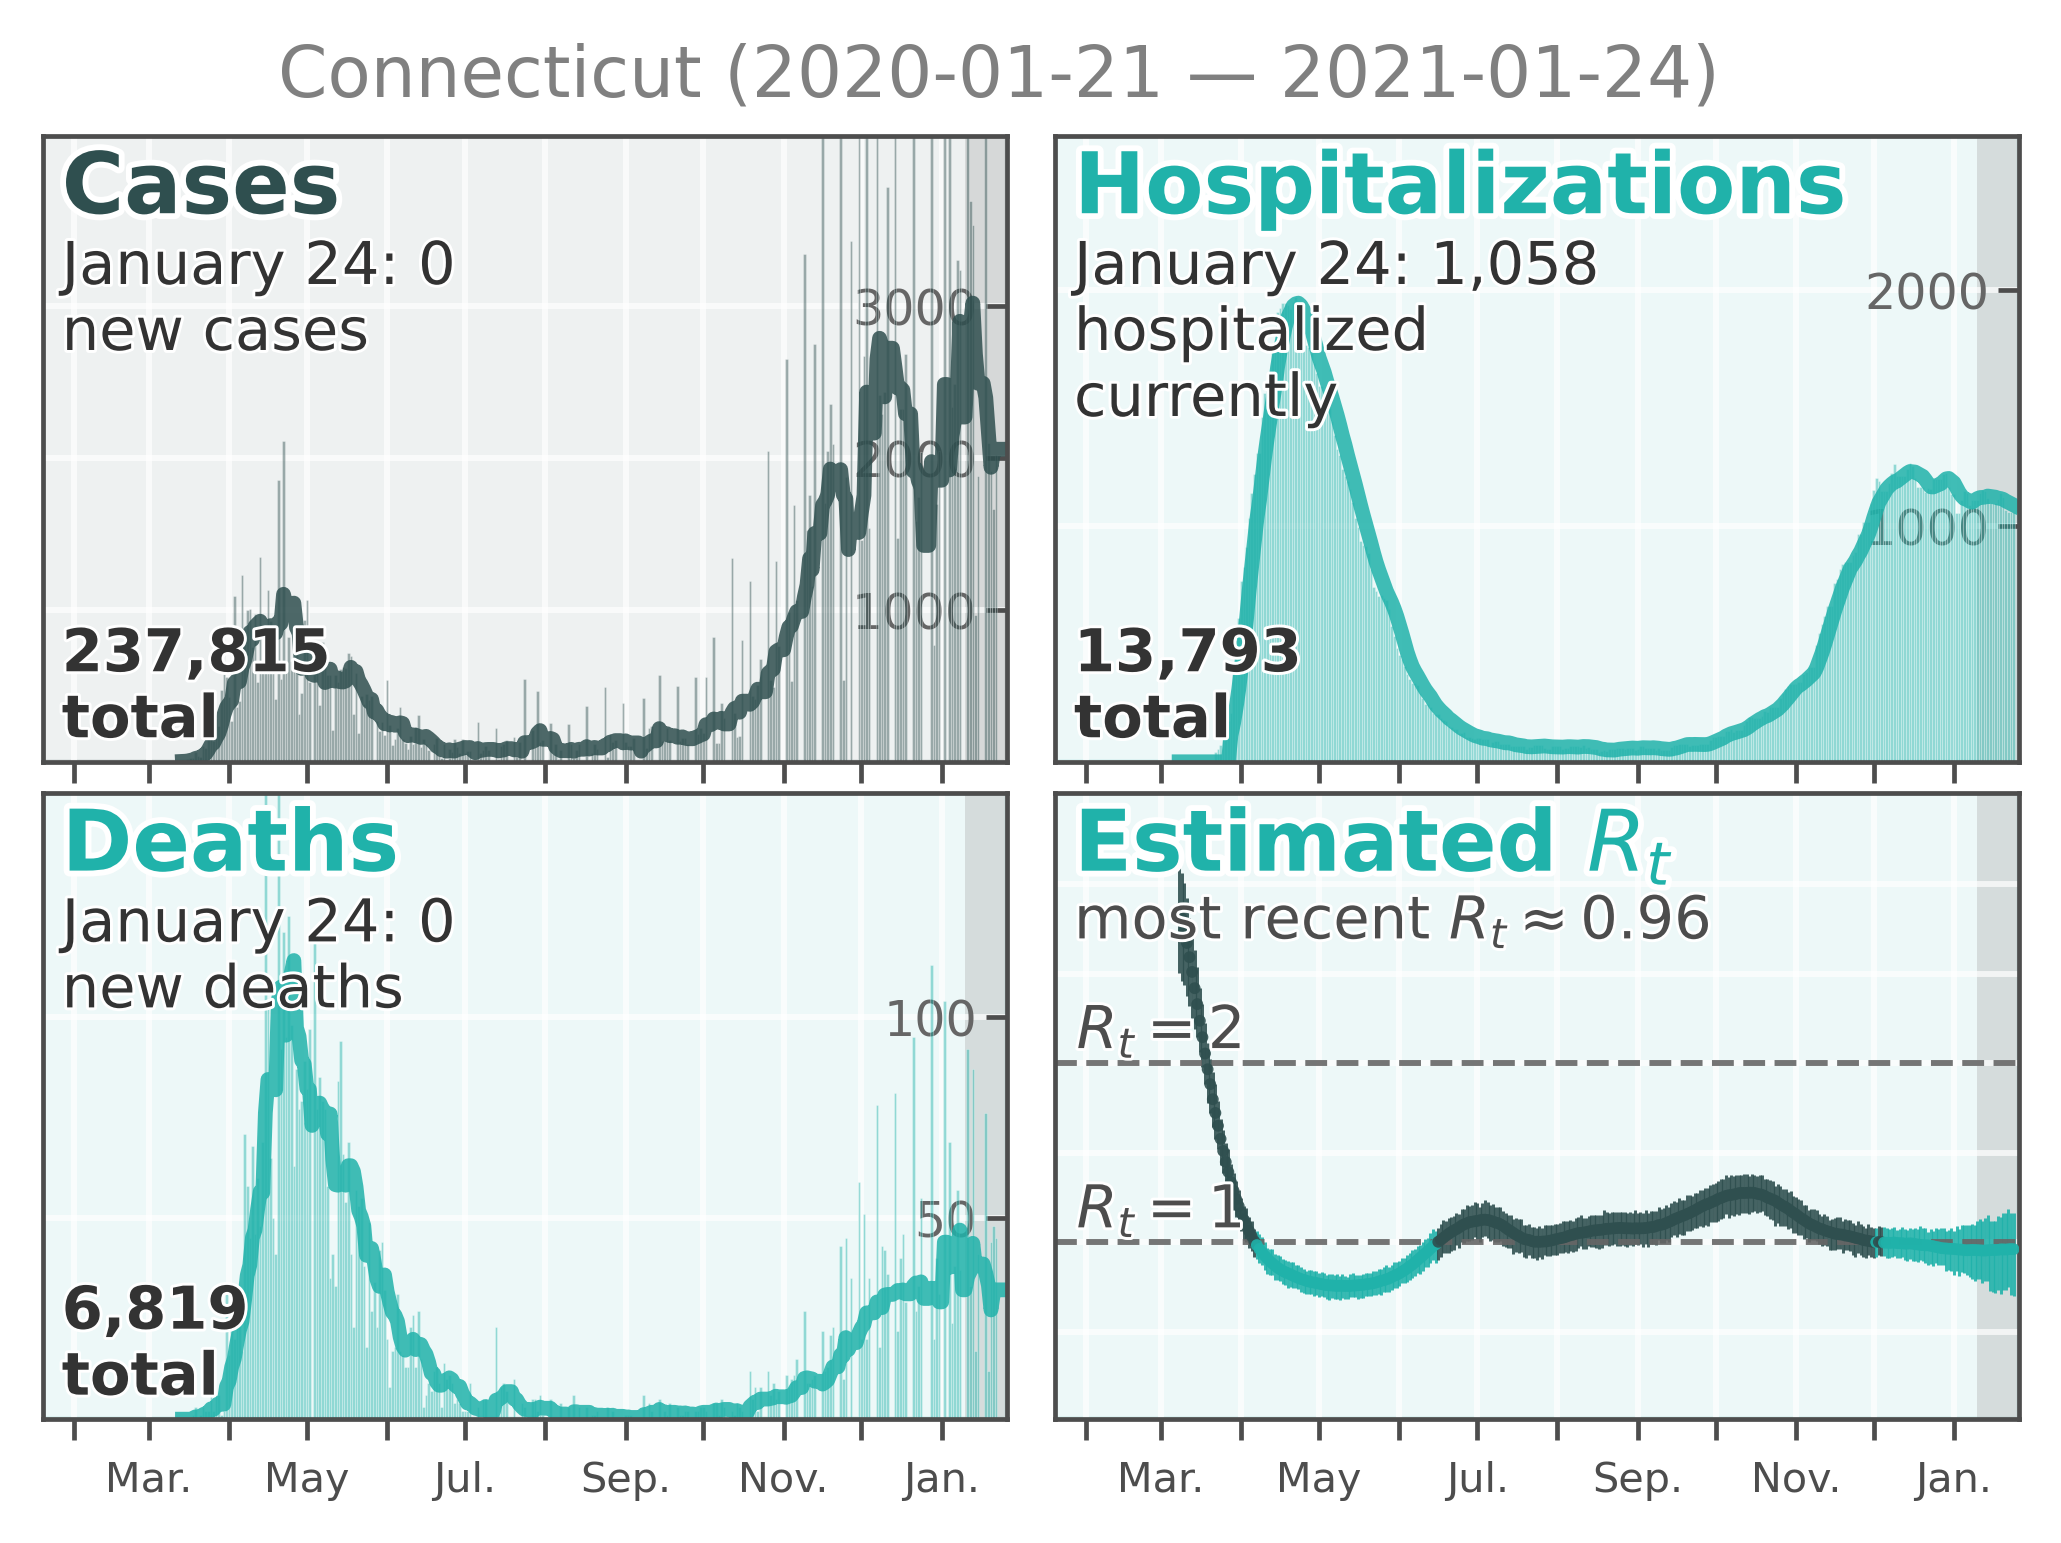 Connecticut (2020-01-21 — 2021-01-24)
Cases
January 24: 0
new cases
3000
2000
1000
237,815
total
Hospitalizations
January 24: 1,058
hospitalized
currently
2000
1000
13,793
total
Deaths
January 24: 0
new deaths
100
50
6,819
total
Mar. May Jul. Sep. Nov. Jan.
Estimated Rt
most recent Rt ≈ 0.96
Rt = 2
Rt = 1
Mar. May Jul. Sep. Nov. Jan.